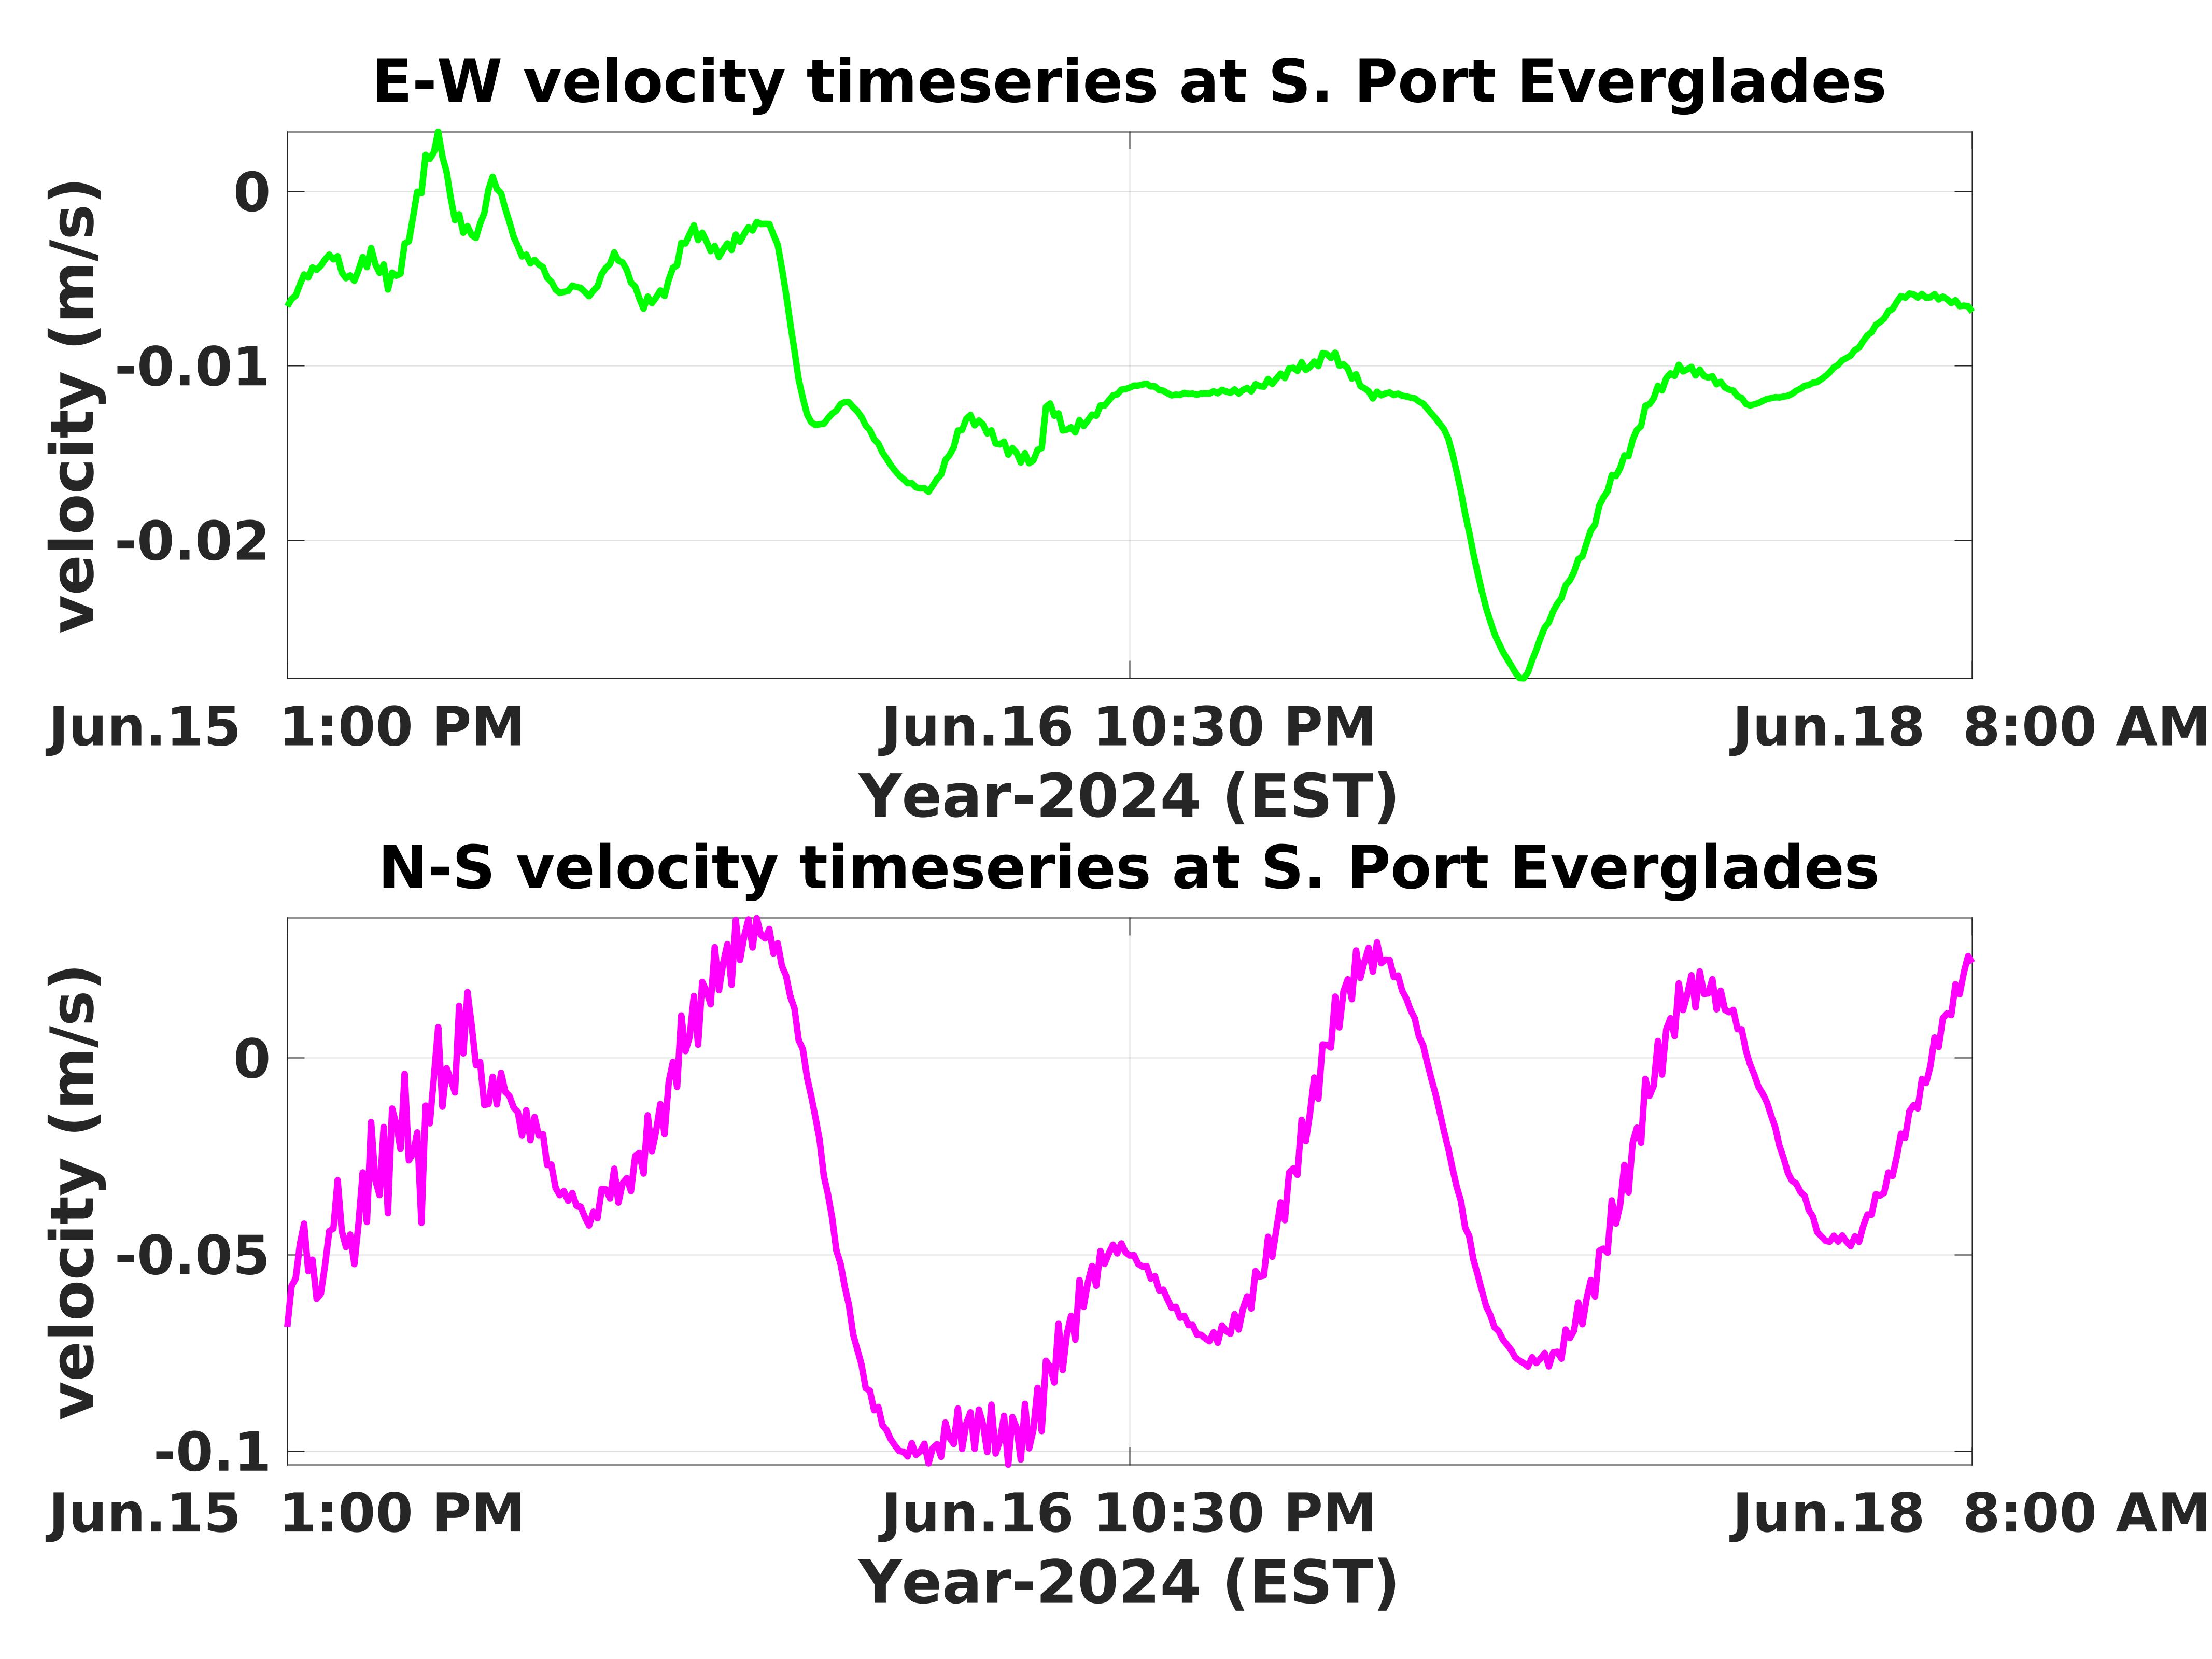 E-W velocity timeseries at S. Port Everglades
velocity (m/s)
0
-0.01
-0.02
Jun.15  1:00 PM Jun.16 10:30 PM Jun.18  8:00 AM
Year-2024 (EST)
N-S velocity timeseries at S. Port Everglades
velocity (m/s)
0
-0.05
-0.1
Jun.15  1:00 PM Jun.16 10:30 PM Jun.18  8:00 AM
Year-2024 (EST)